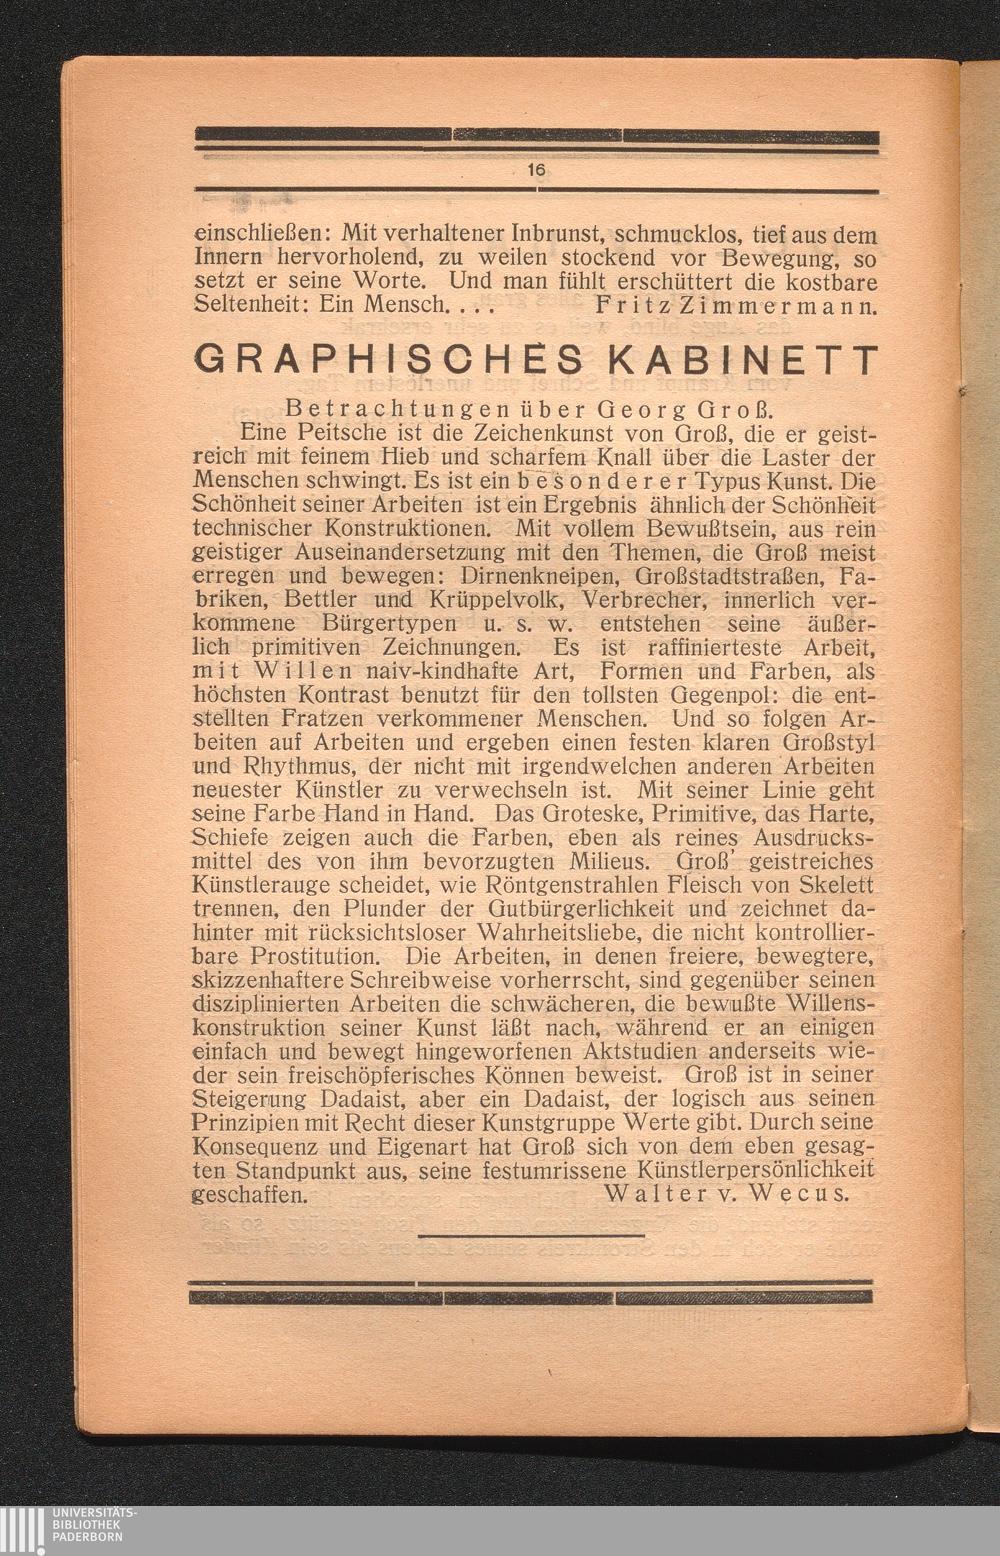 16
einschließen: Mit verhaltener Inbrunst, schmucklos, tief aus dem
Innern hervorholend, zu weilen stockend vor Bewegung, so
setzt er seine Worte. Und man fühlt erschüttert die kostbare
Seltenheit: Ein Mensch. . . . Fritz Zimmermann.
GRAPHISCHES KABINETT
Betrachtungen über Georg Groß.
Eine Peitsche ist die Zeichenkunst von Groß, die er geist-
reich mit feinem Hieb und scharfem Knall über die Laster der
Menschen schwingt. Es ist ein besonderer Typus Kunst. Die
Schönheit seiner Arbeiten ist ein Ergebnis ähnlich der Schönheit
technischer Konstruktionen. Mit vollem Bewußtsein, aus rein
geistiger Auseinandersetzung mit den Themen, die Groß meist
erregen und bewegen: Dirnenkneipen, Großstadtstraßen, Fa-
briken, Bettler und Krüppelvolk, Verbrecher, innerlich ver-
kommene Bürgertypen u. s. w. entstehen seine äußer-
lich primitiven Zeichnungen. Es ist raffinierteste Arbeit,
mit Willen naiv-kindhafte Art, Formen und Farben, als
höchsten Kontrast benutzt für den tollsten Gegenpol: die ent-
stellten Fratzen verkommener Menschen. Und so folgen Ar-
beiten auf Arbeiten und ergeben einen festen klaren Großstyl
und Rhythmus, der nicht mit irgendwelchen anderen Arbeiten
neuester Künstler zu verwechseln ist. Mit seiner Linie geht
seine Farbe Hand in Hand. Das Groteske, Primitive, das Harte,
Schiefe zeigen auch die Farben, eben als reines Ausdrucks-
mittel des von ihm bevorzugten Milieus. Groß' geistreiches
Künstlerauge scheidet, wie Röntgenstrahlen Fleisch von Skelett
trennen, den Plunder der Gutbürgerlichkeit und zeichnet da-
hinter mit rücksichtsloser Wahrheitsliebe, die nicht kontrollier-
bare Prostitution. Die Arbeiten, in denen freiere, bewegtere,
skizzenhaftere Schreibweise vorherrscht, sind gegenüber seinen
disziplinierten Arbeiten die schwächeren, die bewußte Willens-
konstruktion seiner Kunst läßt nach, während er an einigen
einfach und bewegt hingeworfenen Aktstudien anderseits wie-
der sein freischöpferisches Können beweist. Groß ist in seiner
Steigerung Dadaist, aber ein Dadaist, der logisch aus seinen
Prinzipien mit Recht dieser Kunstgruppe Werte gibt. Durch seine
Konsequenz und Eigenart hat Groß sich von dem eben gesag-
ten Standpunkt aus, seine festumrissene Künstlerpersönlichkeit
geschaffen. Walter v. Wecus.
UNIVERSITÄTS-
BIBLIOTHEK
PADERBORN